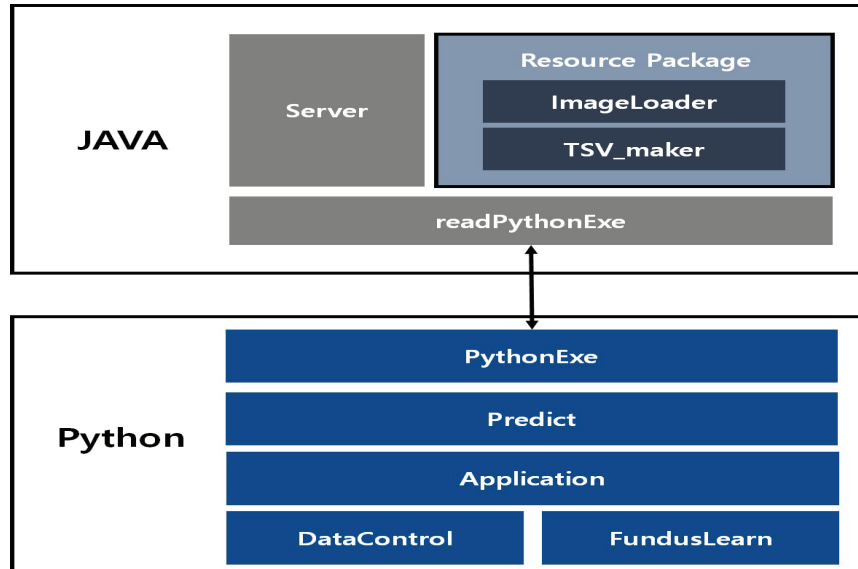 JAVA
Server
Resource Package
ImageLoader
TSV_maker
readPythonExe
Python
PythonExe
Predict
Application
DataControl
FundusLearn